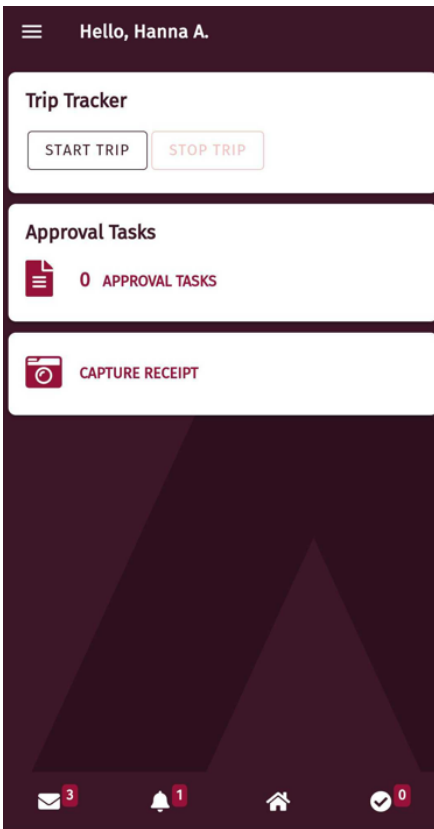 Hello, Hanna A.
Trip Tracker
START TRIP STOP TRIP
Approval Tasks
0 APPROVAL TASKS
CAPTURE RECEIPT
3 1 0